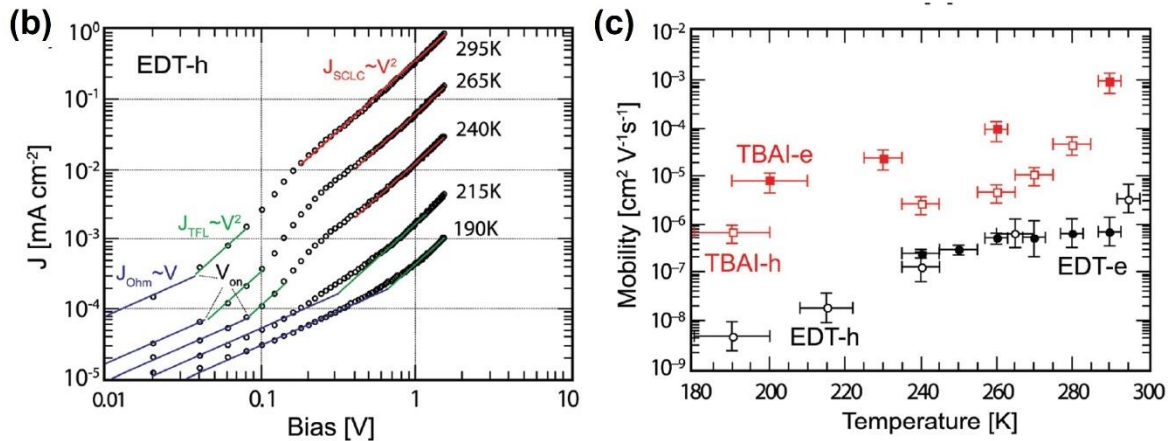 (b)
EDT-h
J_SCLC~V²
295K
265K
240K
215K
190K
J_TFL~V²
J_Ohm~V
V_on
10⁰
10⁻¹
10⁻²
10⁻³
10⁻⁴
10⁻⁵
J [mA cm⁻²]
0.01
0.1
1
10
Bias [V]
(c)
10⁻²
10⁻³
10⁻⁴
10⁻⁵
10⁻⁶
10⁻⁷
10⁻⁸
10⁻⁹
Mobility [cm² V⁻¹s⁻¹]
TBAI-e
TBAI-h
EDT-e
EDT-h
180
200
220
240
260
280
300
Temperature [K]